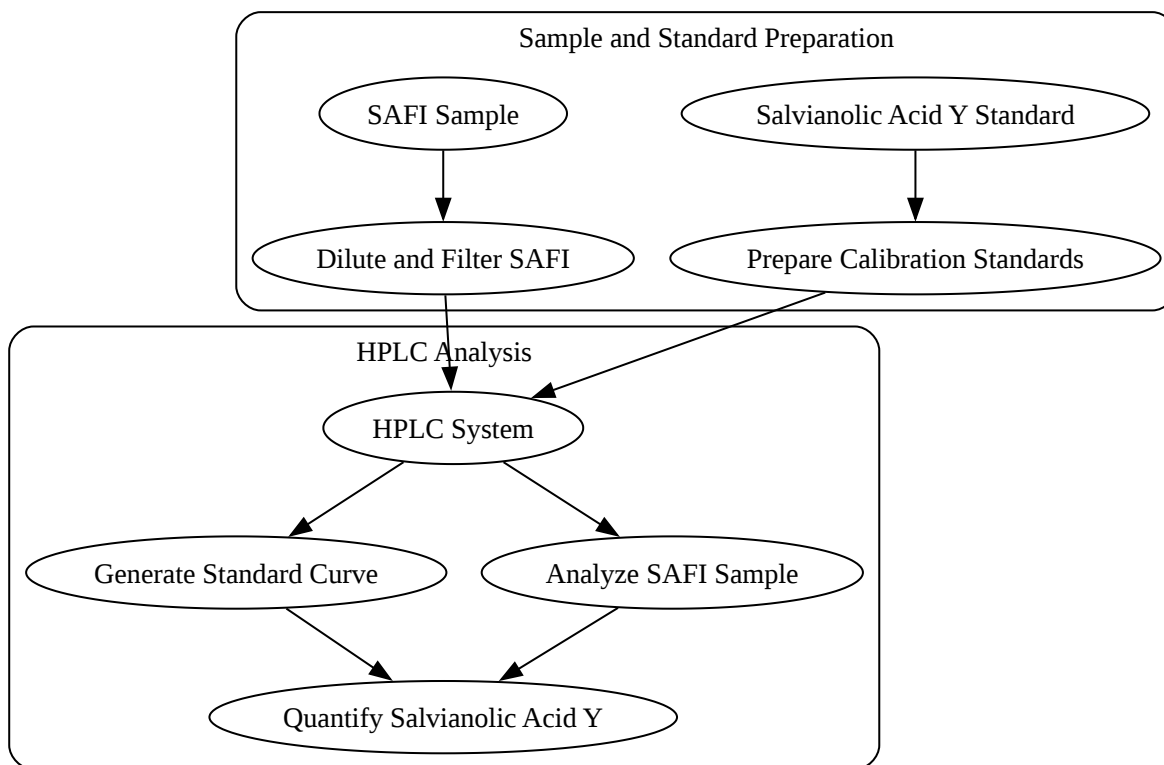 Sample and Standard Preparation
SAFI Sample
Salvianolic Acid Y Standard
Dilute and Filter SAFI
Prepare Calibration Standards
HPLC Analysis
HPLC System
Generate Standard Curve
Analyze SAFI Sample
Quantify Salvianolic Acid Y